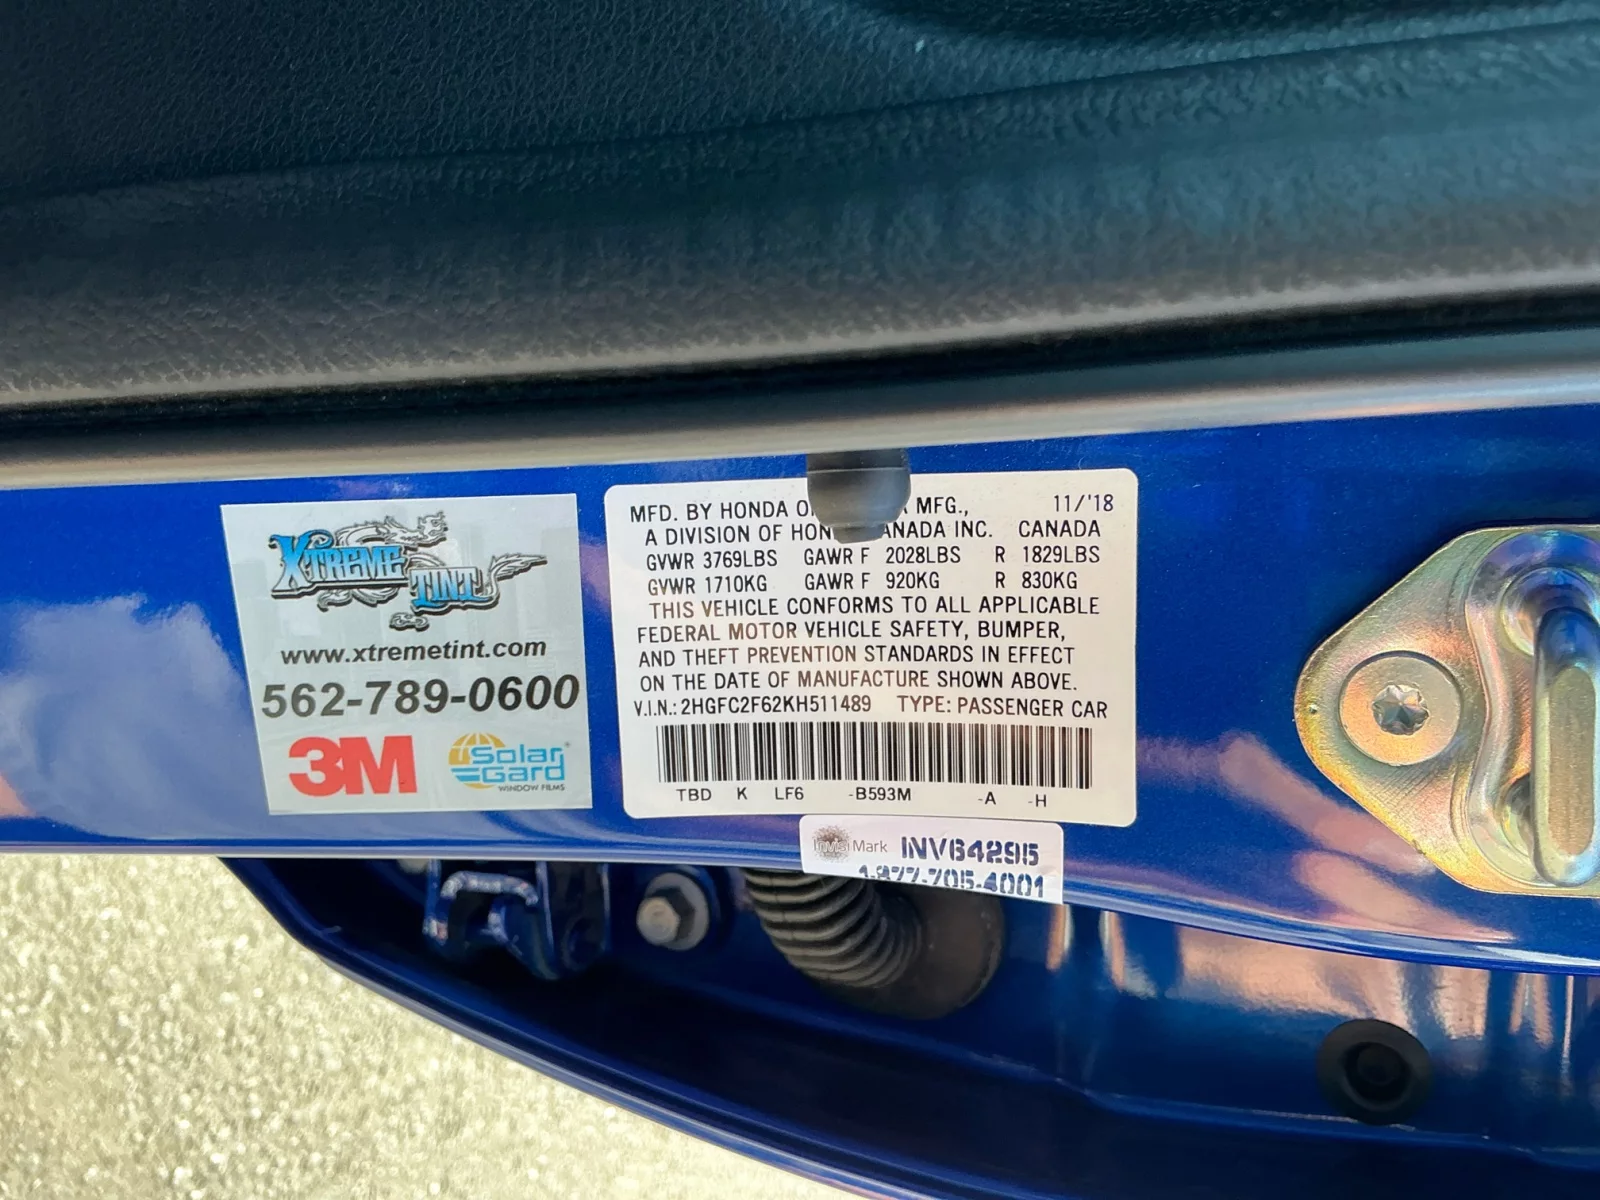 XTREME
TINT
www.xtremetint.com
562-789-0600
3M
Solar
Gard
WINDOW FILMS
MFD. BY HONDA MFG., 11/'18
A DIVISION OF CANADA INC. CANADA
GVWR 3769LBS GAWR F 2028LBS R 1829LBS
GVWR 1710KG GAWR F 920KG R 830KG
THIS VEHICLE CONFORMS TO ALL APPLICABLE
FEDERAL MOTOR VEHICLE SAFETY, BUMPER,
AND THEFT PREVENTION STANDARDS IN EFFECT
ON THE DATE OF MANUFACTURE SHOWN ABOVE.
V.I.N.: 2HGFC2F62KH511489 TYPE: PASSENGER CAR
TBD K LF6 -B593M -A -H
InvisiMark INV64295
1-877-705-4001